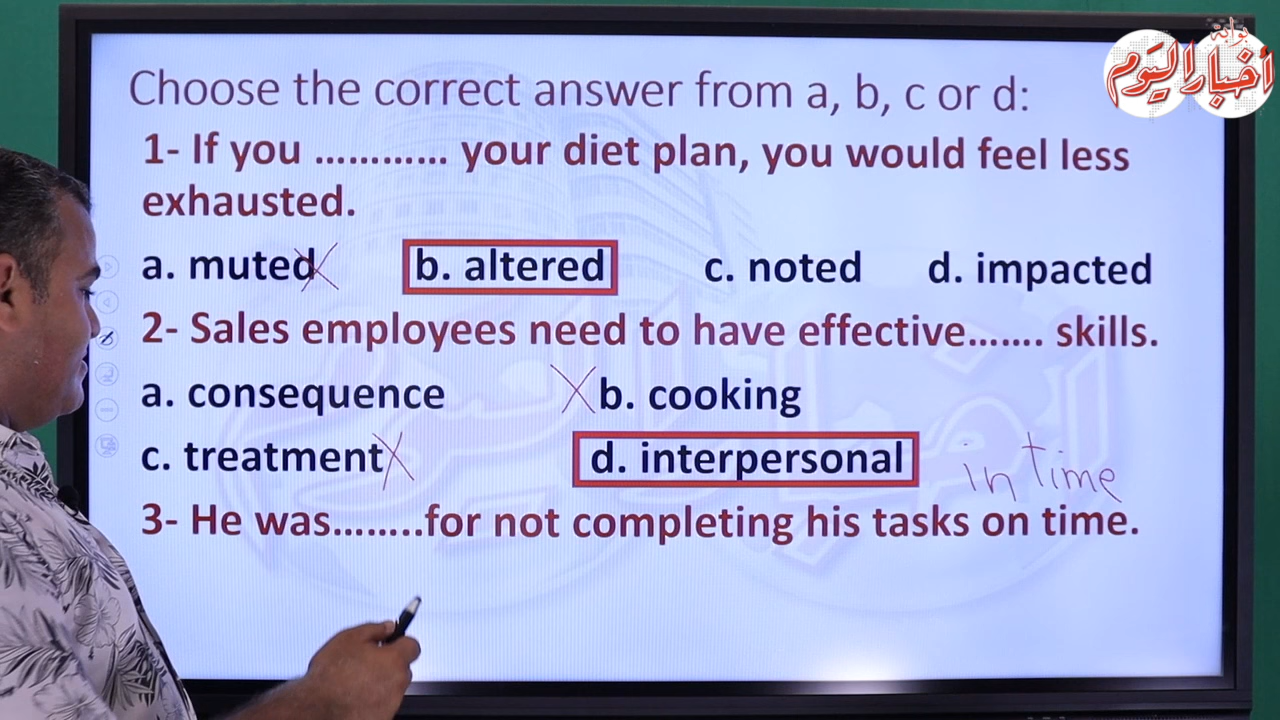 بوابة
أخبار اليوم
Choose the correct answer from a, b, c or d:
1- If you ………… your diet plan, you would feel less
exhausted.
a. muted b. altered c. noted d. impacted
2- Sales employees need to have effective……. skills.
a. consequence b. cooking
c. treatment d. interpersonal
in time
3- He was……..for not completing his tasks on time.